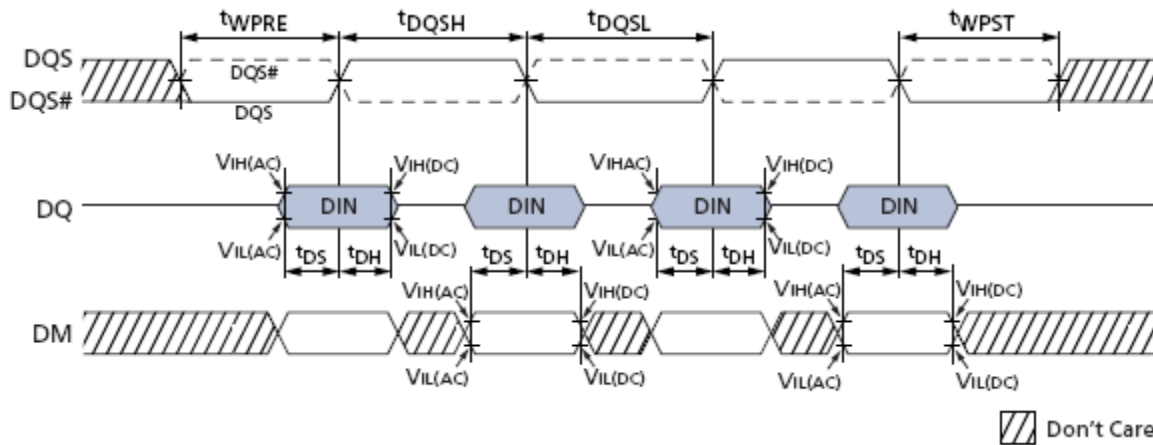 tWPRE tDQSH tDQSL tWPST
DQS
DQS#
DQS#
DQS
VIH(AC) VIH(DC) VIHAC) VIH(DC)
DQ DIN DIN DIN DIN
VIL(AC) VIL(DC) VIL(AC) VIL(DC)
tDS tDH tDS tDH tDS tDH tDS tDH
VIH(AC) VIH(DC) VIH(AC) VIH(DC)
DM
VIL(AC) VIL(DC) VIL(AC) VIL(DC)
Don't Care